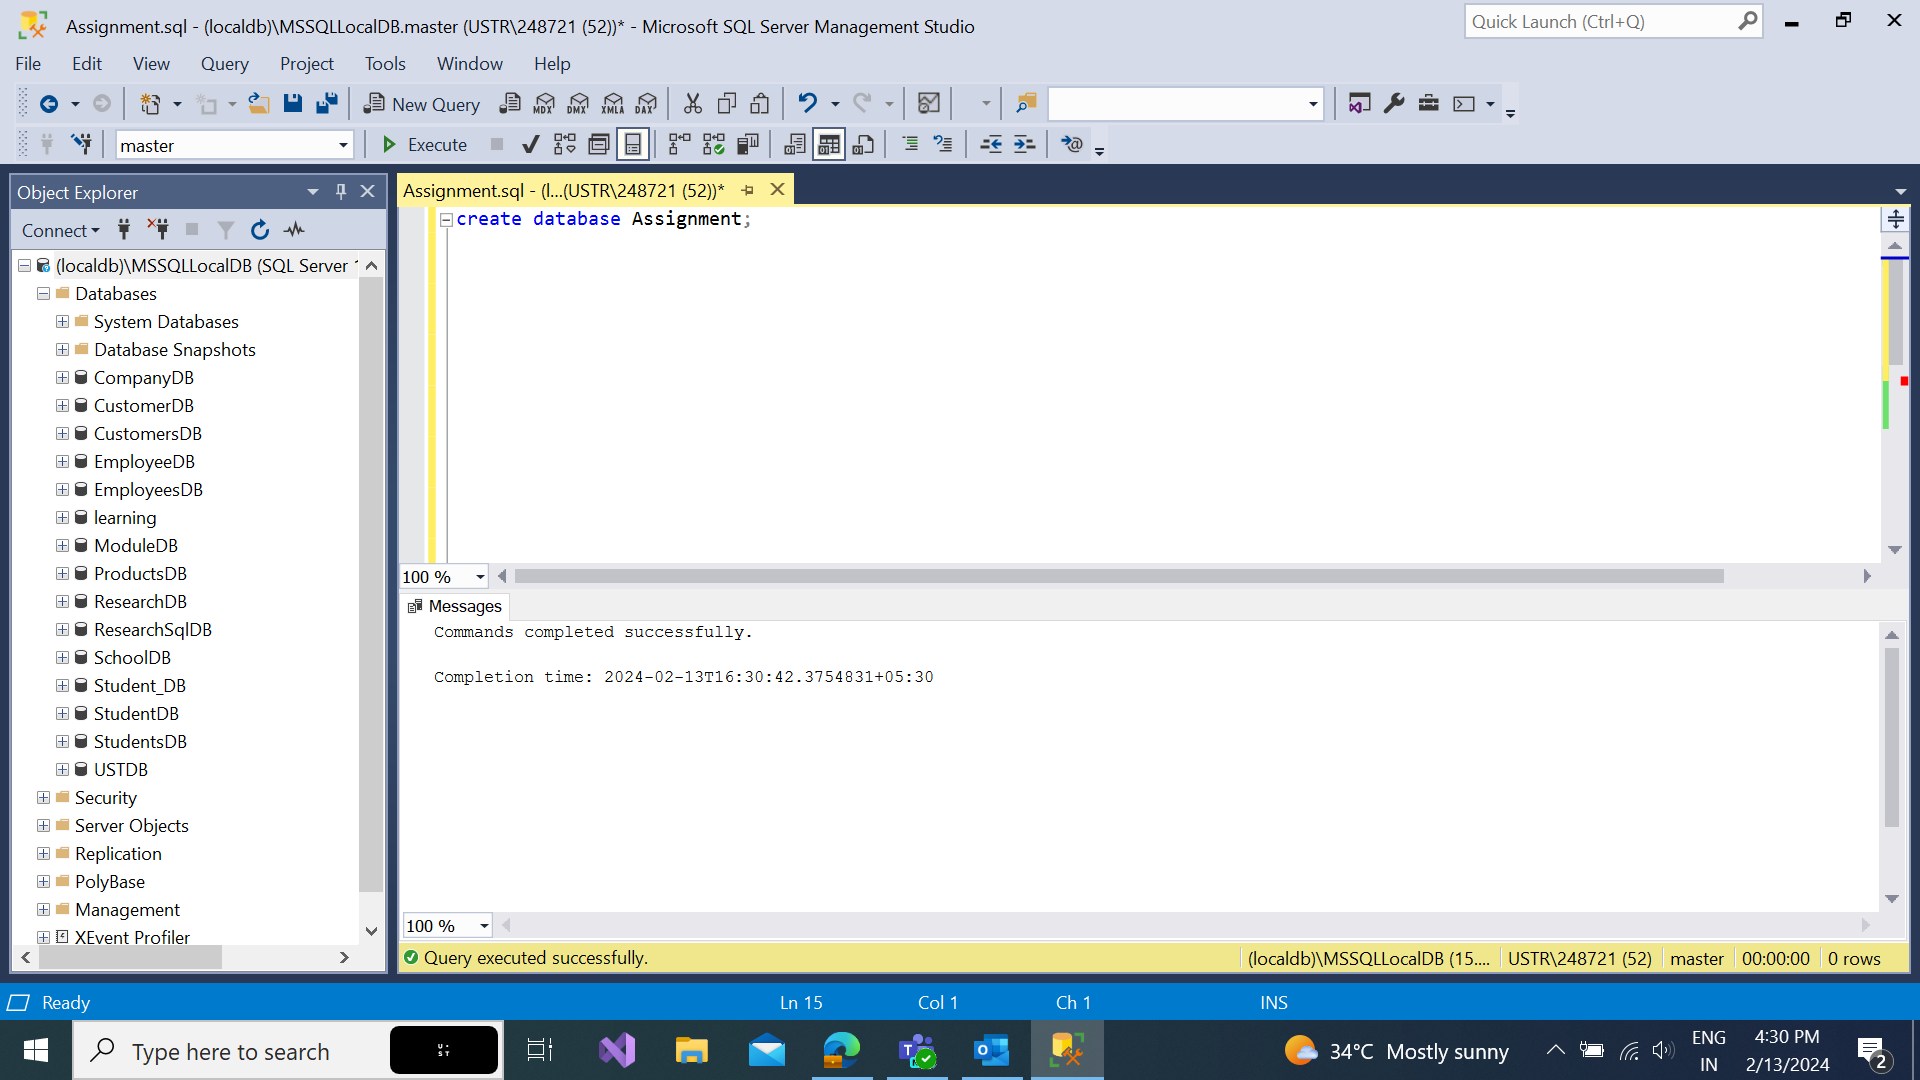 Assignment.sql - (localdb)\MSSQLLocalDB.master (USTR\248721 (52))* - Microsoft SQL Server Management Studio
Quick Launch (Ctrl+Q)
File Edit View Query Project Tools Window Help
New Query MDX DMX XMLA DAX
master Execute
Object Explorer
Connect
(localdb)\MSSQLLocalDB (SQL Server 1
Databases
System Databases
Database Snapshots
CompanyDB
CustomerDB
CustomersDB
EmployeeDB
EmployeesDB
learning
ModuleDB
ProductsDB
ResearchDB
ResearchSqlDB
SchoolDB
Student_DB
StudentDB
StudentsDB
USTDB
Security
Server Objects
Replication
PolyBase
Management
XEvent Profiler
Assignment.sql - (l...(USTR\248721 (52))*
create database Assignment;
100 %
Messages
Commands completed successfully.
Completion time: 2024-02-13T16:30:42.3754831+05:30
100 %
Query executed successfully. (localdb)\MSSQLLocalDB (15.... USTR\248721 (52) master 00:00:00 0 rows
Ready Ln 15 Col 1 Ch 1 INS
Type here to search
U S T
34°C Mostly sunny
ENG
IN
4:30 PM
2/13/2024
2